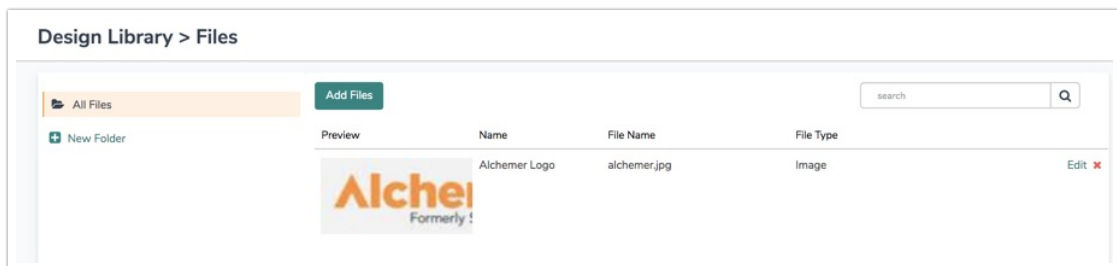 Design Library > Files
All Files
New Folder
Add Files
search
Preview Name File Name File Type
Alchemer Logo alchemer.jpg Image Edit
Formerly